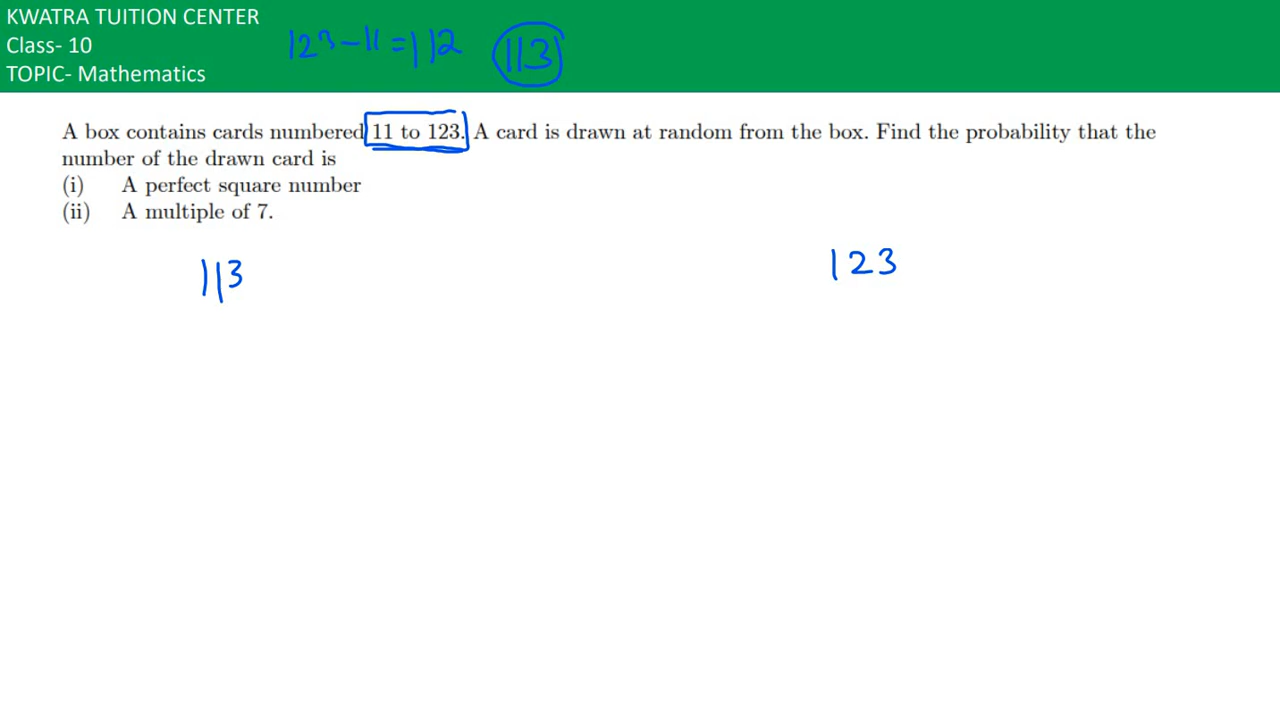 KWATRA TUITION CENTER
Class- 10
TOPIC- Mathematics
123-11=112 113
A box contains cards numbered 11 to 123. A card is drawn at random from the box. Find the probability that the
number of the drawn card is
(i) A perfect square number
(ii) A multiple of 7.
113 123